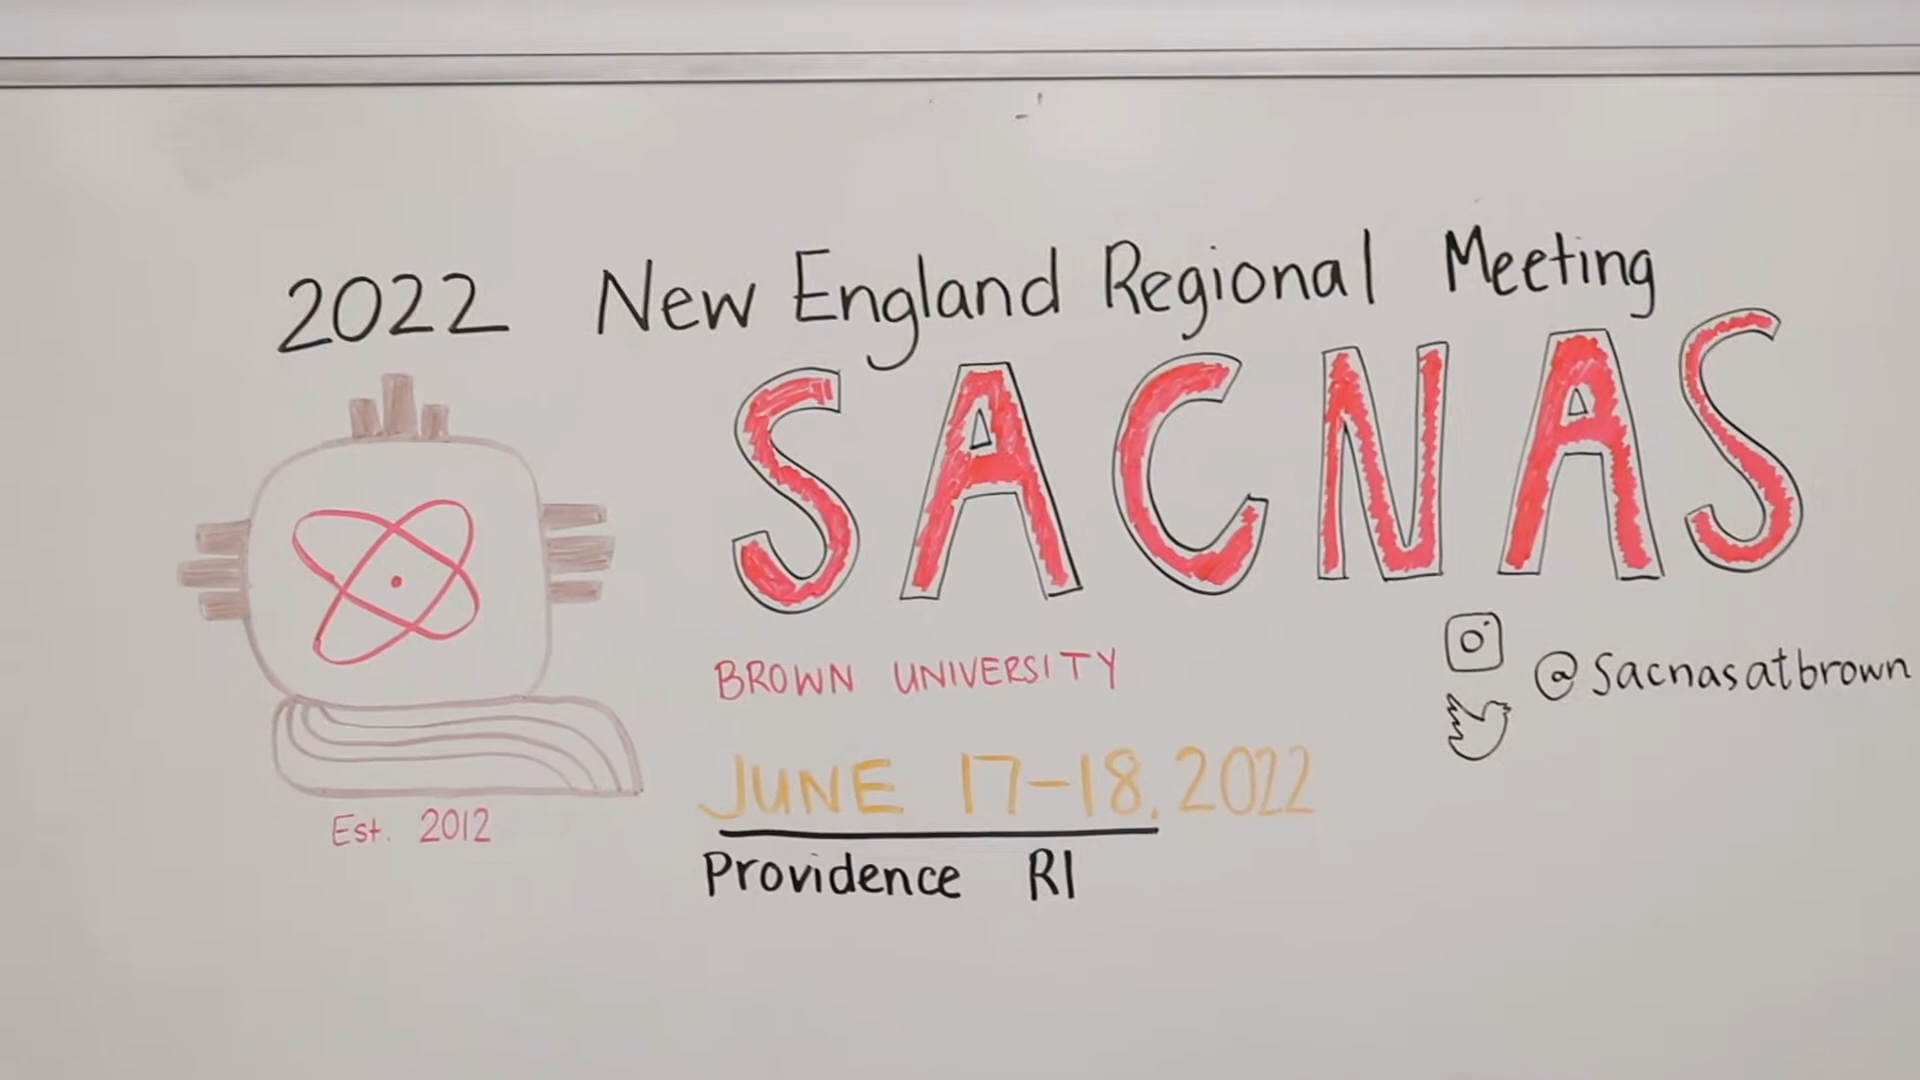 2022 New England Regional Meeting
SACNAS
BROWN UNIVERSITY
@sacnasatbrown
JUNE 17-18, 2022
Providence RI
Est. 2012